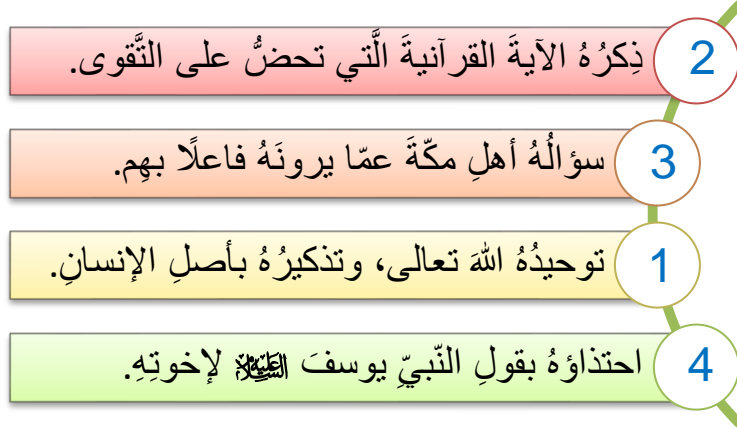 2 ذِكرُهُ الآيةَ القرآنيةَ الَّتي تحضُّ على التَّقوى.
3 سؤالُهُ أهلِ مكّةَ عمّا يرونَهُ فاعلًا بهِم.
1 توحيدُهُ اللهَ تعالى، وتذكيرُهُ بأصلِ الإنسانِ.
4 احتذاؤهُ بقولِ النّبيّ يوسفَ عليه السلام لإخوتِهِ.